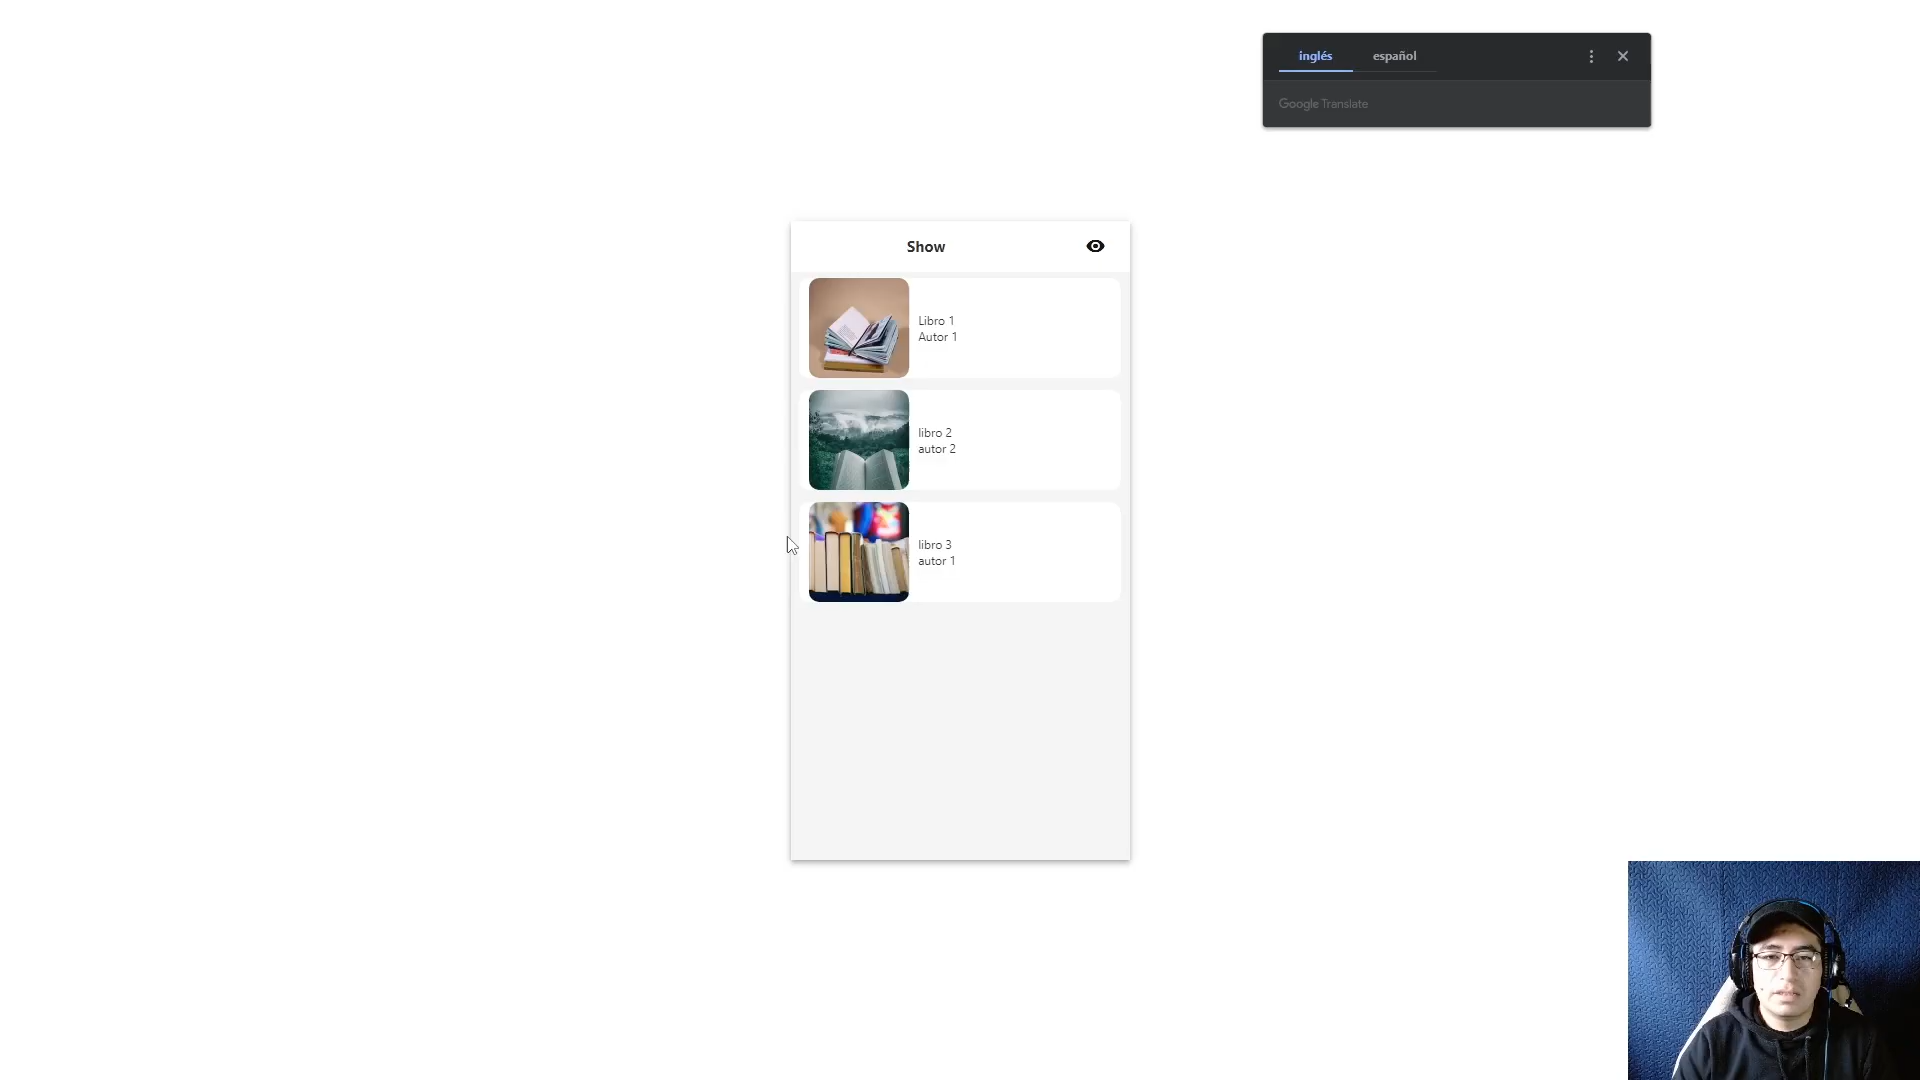 inglés
español
Google Translate
Show
Libro 1
Autor 1
libro 2
autor 2
libro 3
autor 1